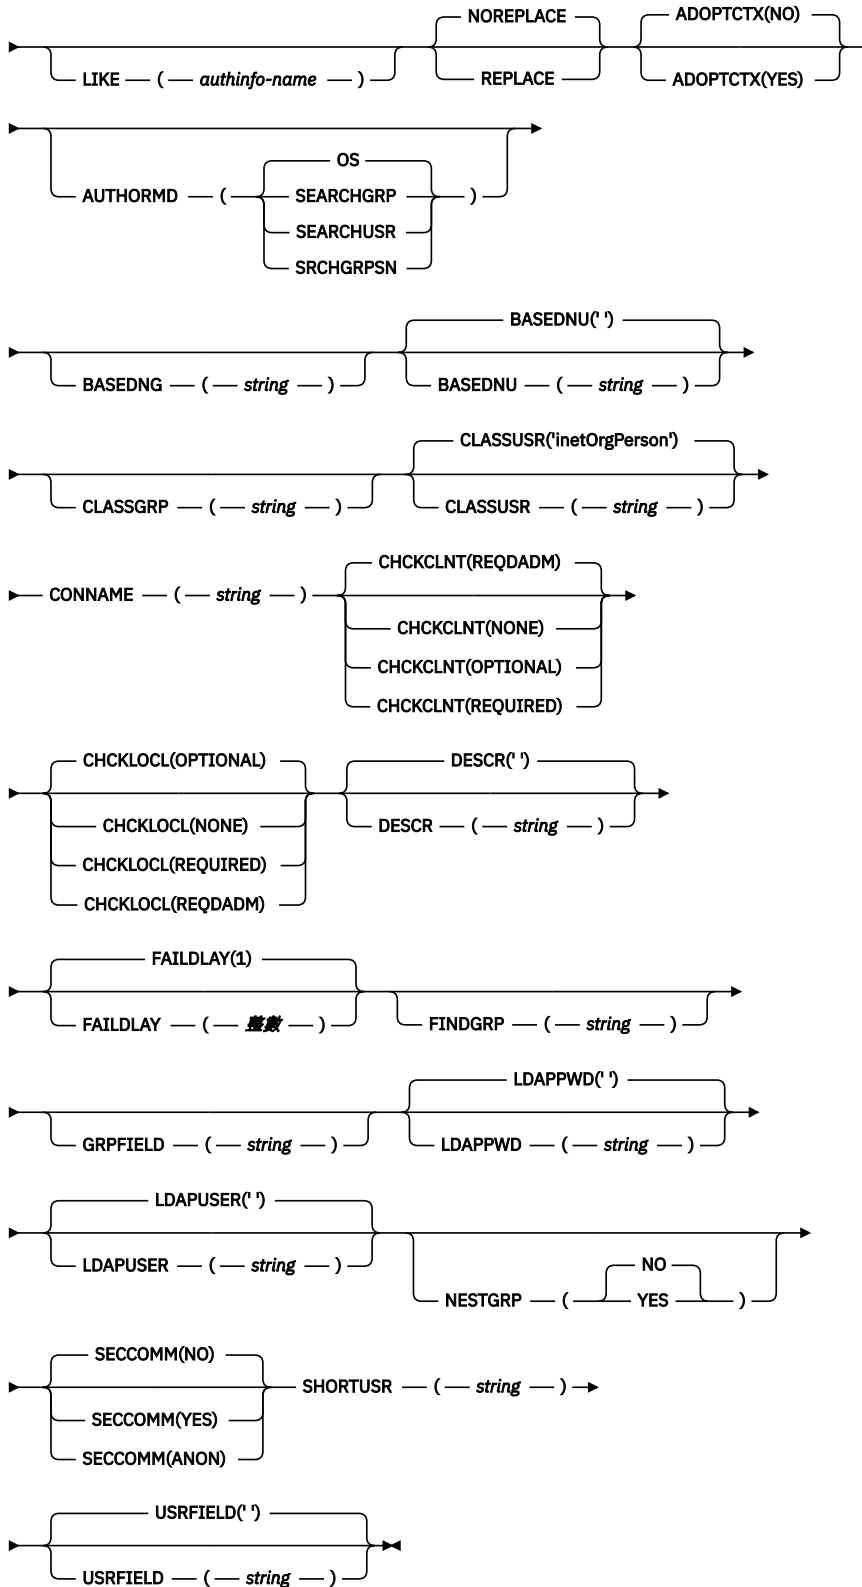 NOREPLACE ADOPTCTX(NO)
LIKE ( authinfo-name ) REPLACE ADOPTCTX(YES)
OS
AUTHORMD ( SEARCHGRP )
SEARCHUSR
SRCHGRPSN
BASEDNU(' ')
BASEDNG ( string ) BASEDNU ( string )
CLASSUSR('inetOrgPerson')
CLASSGRP ( string ) CLASSUSR ( string )
CHCKCLNT(REQDADM)
CONNAME ( string )
CHCKCLNT(NONE)
CHCKCLNT(OPTIONAL)
CHCKCLNT(REQUIRED)
CHCKLOCL(OPTIONAL) DESCR(' ')
CHCKLOCL(NONE) DESCR ( string )
CHCKLOCL(REQUIRED)
CHCKLOCL(REQDADM)
FAILDLAY(1)
FAILDLAY ( 整數 ) FINDGRP ( string )
LDAPPWD(' ')
GRPFIELD ( string ) LDAPPWD ( string )
LDAPUSER(' ')
LDAPUSER ( string ) NO
NESTGRP ( YES )
SECCOMM(NO)
SHORTUSR ( string )
SECCOMM(YES)
SECCOMM(ANON)
USRFIELD(' ')
USRFIELD ( string )